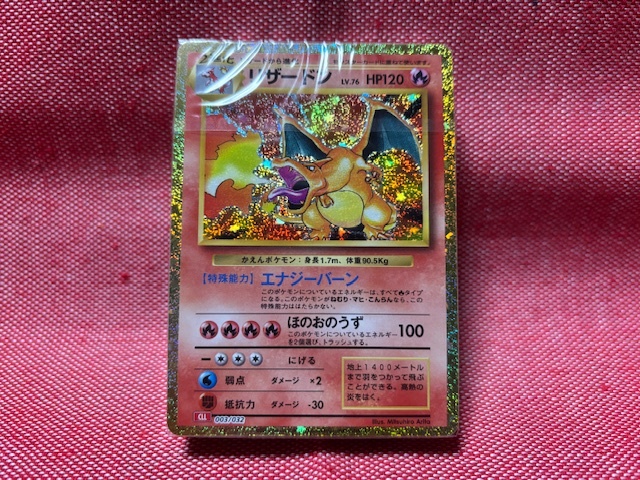 リザードン LV.76 HP120
かえんポケモン：身長1.7m、体重90.5Kg
【特殊能力】エナジーバーン
このポケモンについているエネルギーは、すべて タイプ
になる。このポケモンがねむり・マヒ・こんらんなら、この
特殊能力ははたらかない。
ほのおのうず 100
このポケモンについているエネルギー
を2個選び、トラッシュする。
にげる
弱点 ダメージ ×2
抵抗力 ダメージ -30
地上1400メートル
まで羽をつかって飛ぶ
ことができる。高熱の
炎をはく。
CLL 003/032
Illus. Mitsuhiro Arita